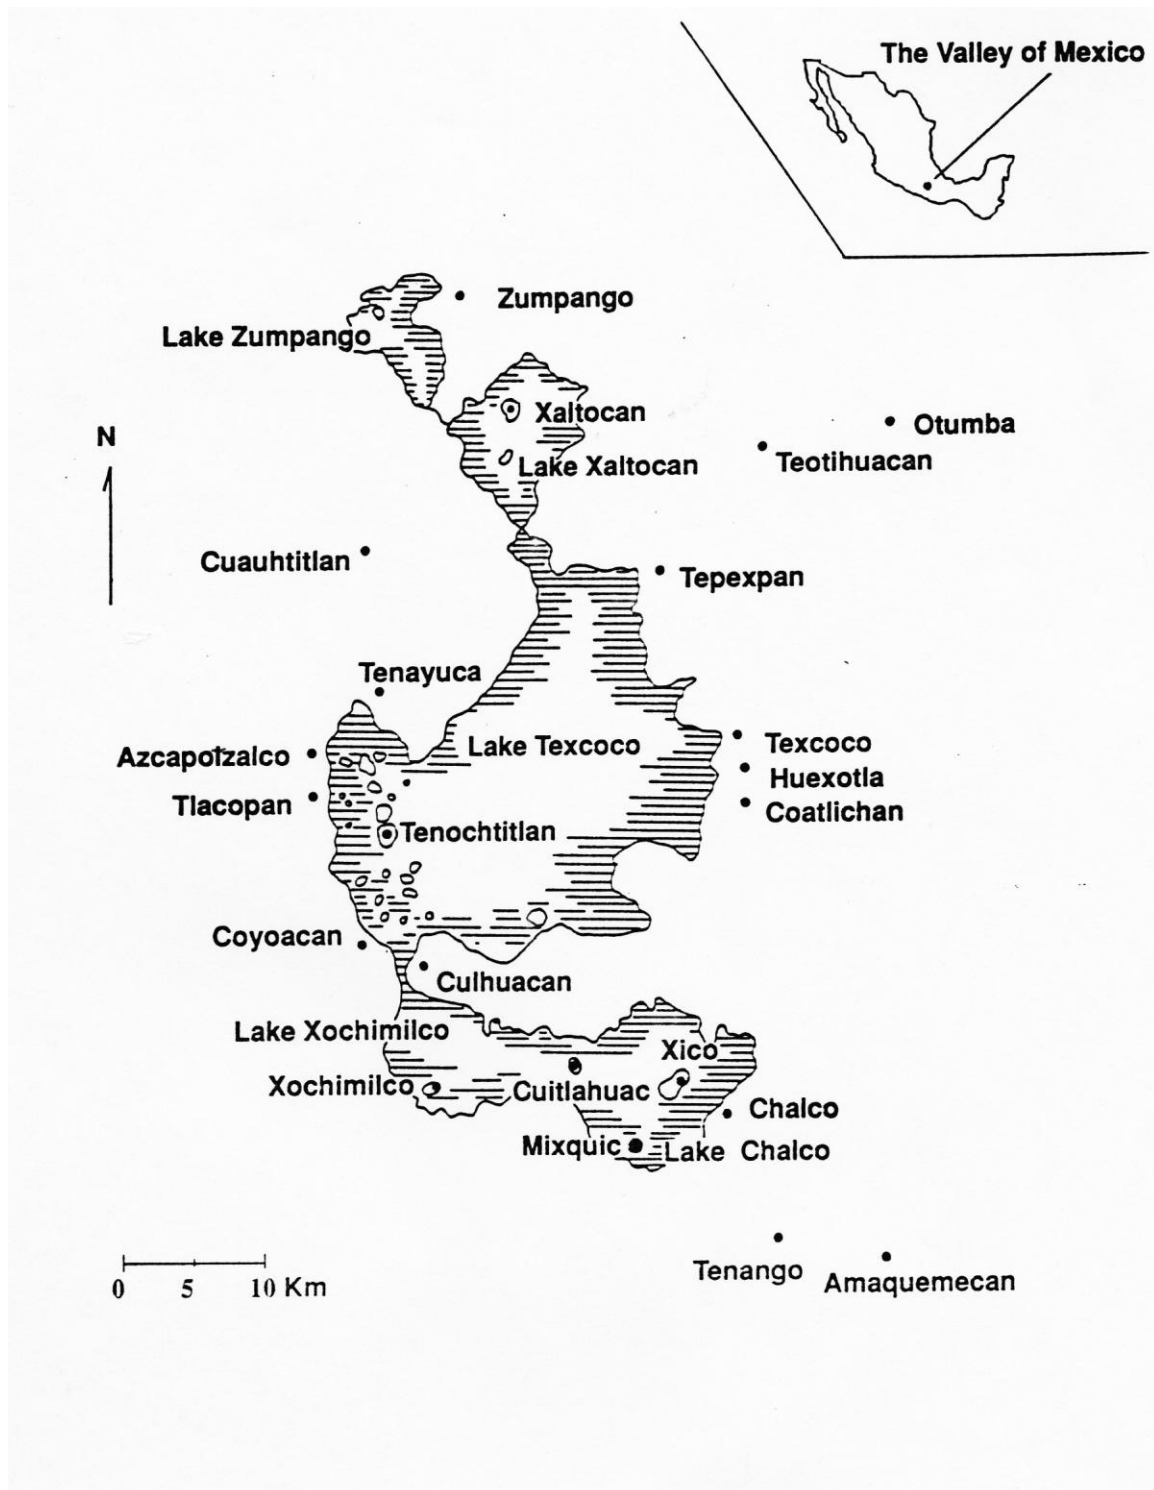 The Valley of Mexico
Zumpango
Lake Zumpango
Xaltocan
Otumba
N
Teotihuacan
Lake Xaltocan
Cuauhtitlan
Tepexpan
Tenayuca
Texcoco
Lake Texcoco
Azcapotzalco
Huexotla
Tlacopan
Coatlichan
Tenochtitlan
Coyoacan
Culhuacan
Lake Xochimilco
Xico
Xochimilco
Cuitlahuac
Chalco
Mixquic
Lake Chalco
Tenango
Amaquemecan
0 5 10 Km